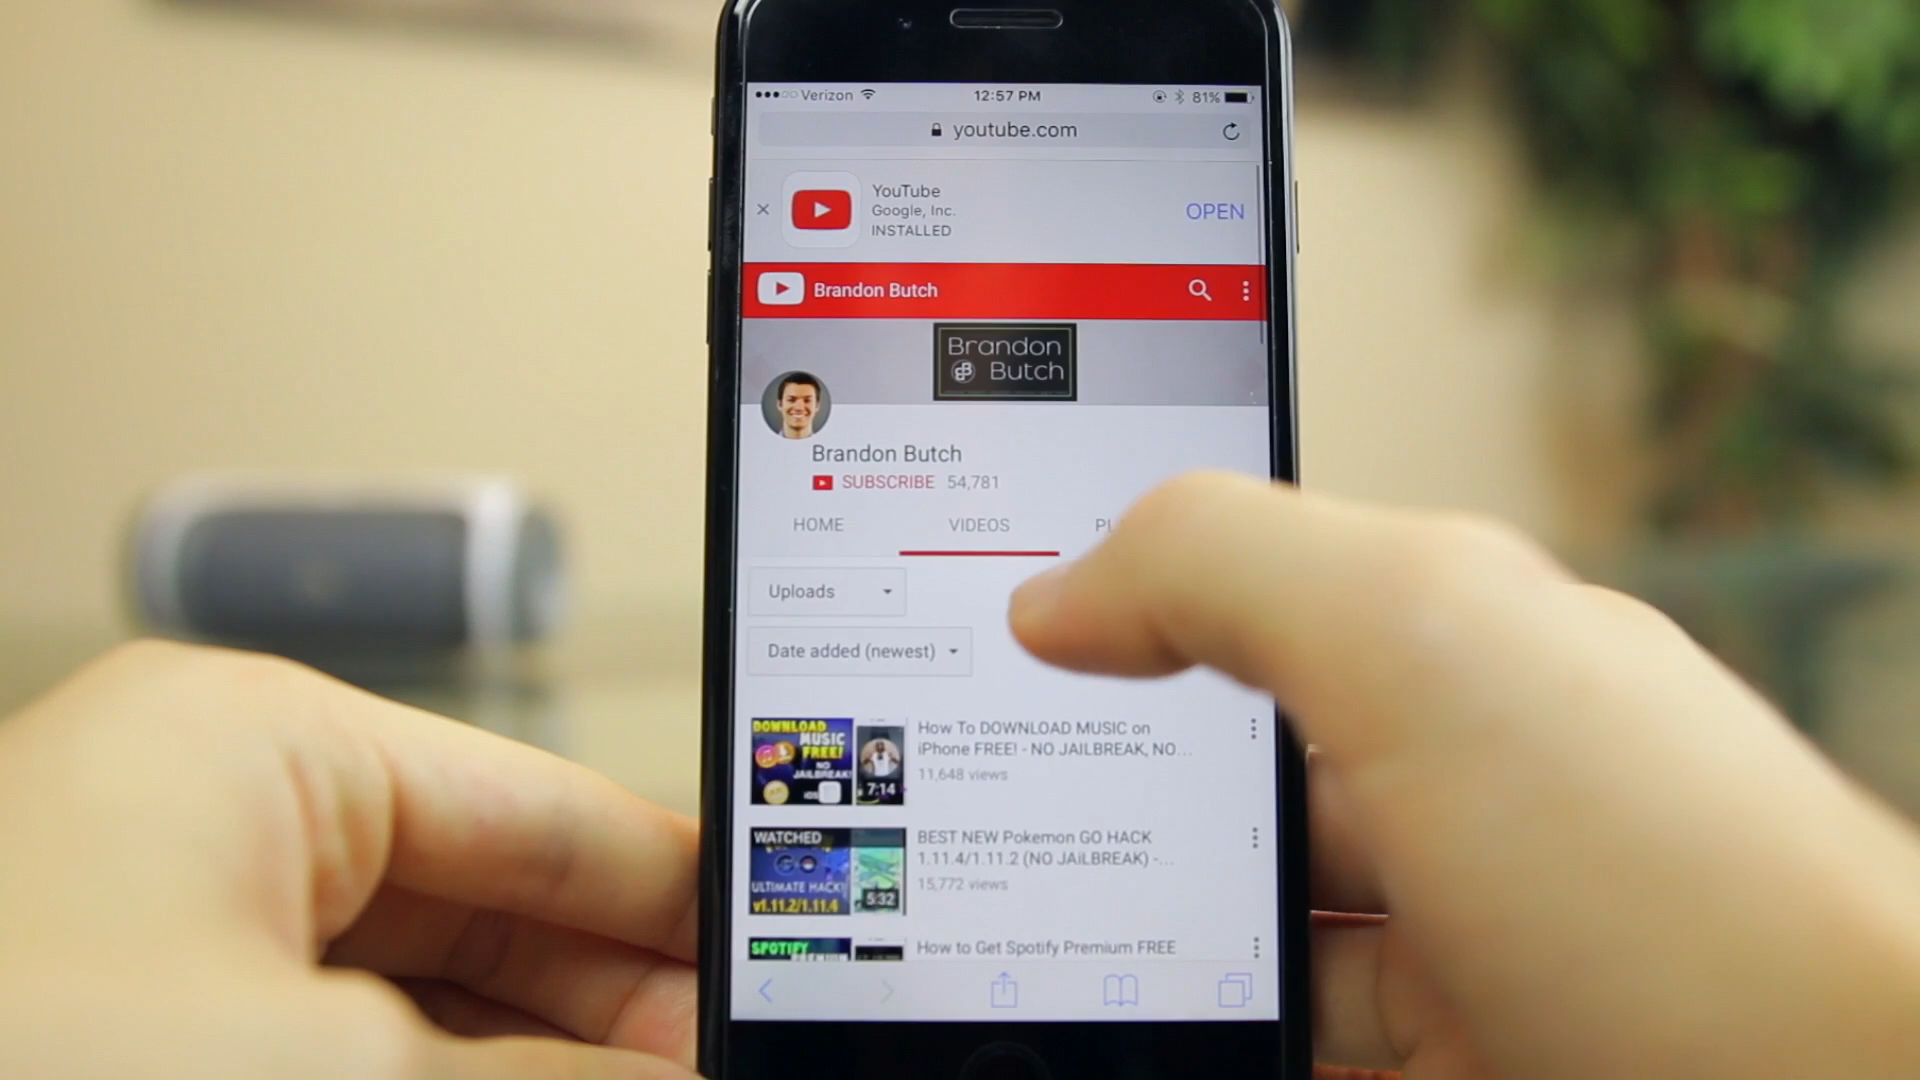 Verizon 12:57 PM 81%
youtube.com
YouTube
Google, Inc.
INSTALLED
OPEN
Brandon Butch
Brandon
Butch
Brandon Butch
SUBSCRIBE 54,781
HOME VIDEOS
Uploads
Date added (newest)
DOWNLOAD
MUSIC
FREE!
NO
JAILBREAK!
7:14
How To DOWNLOAD MUSIC on
iPhone FREE! - NO JAILBREAK, NO...
11,648 views
WATCHED
GO
ULTIMATE HACK!
v1.11.2/1.11.4
5:32
BEST NEW Pokemon GO HACK
1.11.4/1.11.2 (NO JAiLBREAK) -...
15,772 views
SPOTIFY
How to Get Spotify Premium FREE